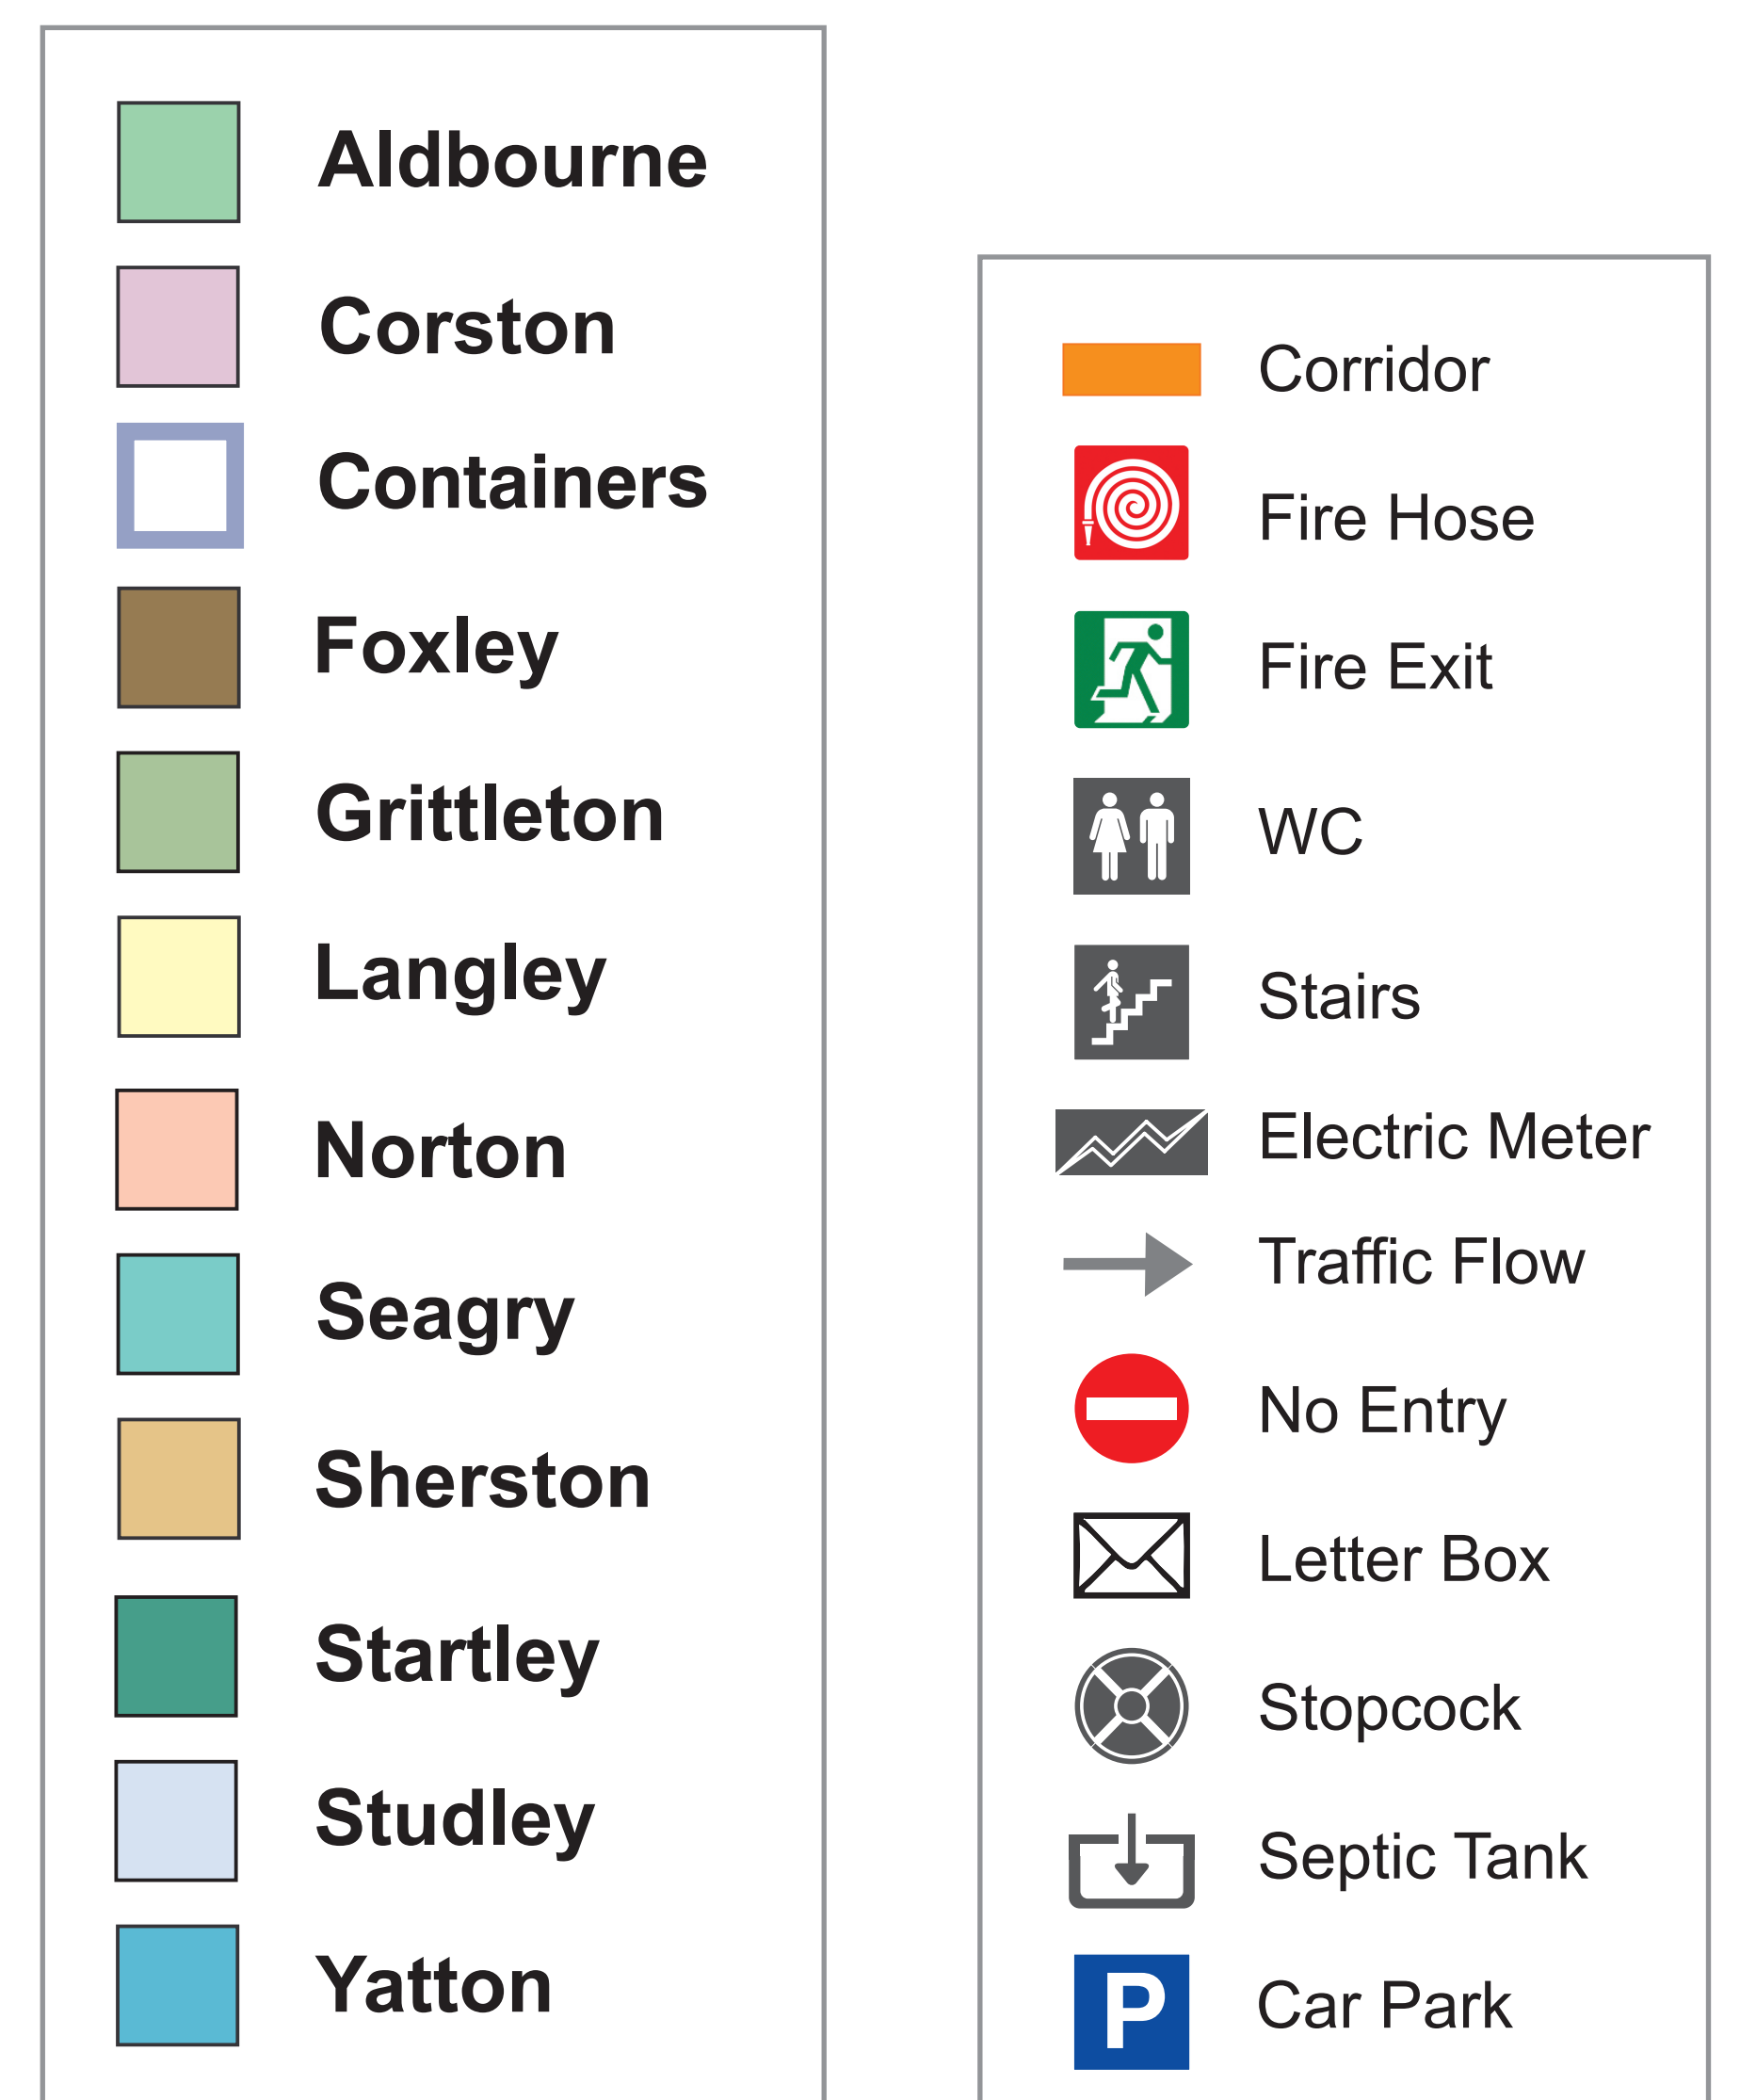 Aldbourne
Corston
Containers
Foxley
Grittleton
Langley
Norton
Seagry
Sherston
Startley
Studley
Yatton
Corridor
Fire Hose
Fire Exit
WC
Stairs
Electric Meter
Traffic Flow
No Entry
Letter Box
Stopcock
Septic Tank
P Car Park